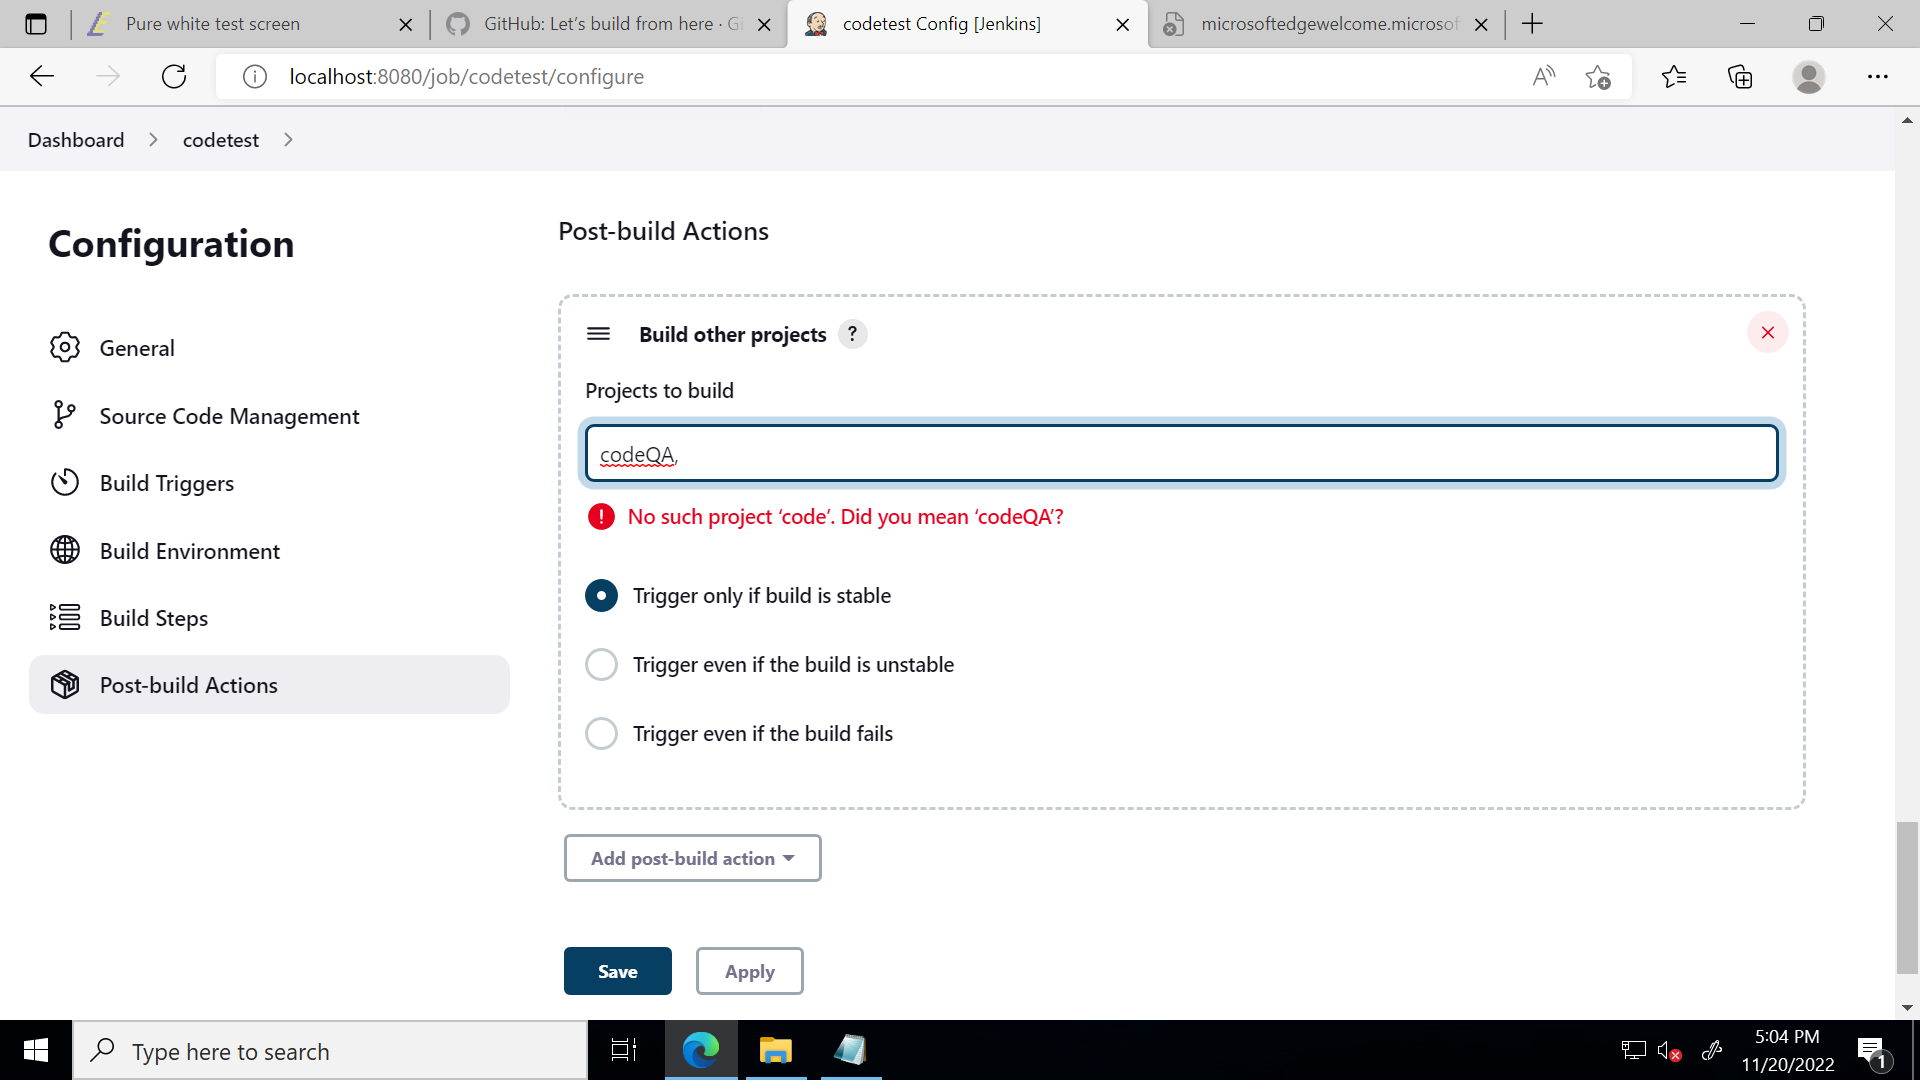 Pure white test screen
GitHub: Let's build from here · Gi
codetest Config [Jenkins]
microsoftedgewelcome.microsof
localhost:8080/job/codetest/configure
Dashboard
codetest
Configuration
General
Source Code Management
Build Triggers
Build Environment
Build Steps
Post-build Actions
Post-build Actions
Build other projects ?
Projects to build
codeQA,
No such project ‘code’. Did you mean ‘codeQA’?
Trigger only if build is stable
Trigger even if the build is unstable
Trigger even if the build fails
Add post-build action
Save
Apply
Type here to search
5:04 PM
11/20/2022
1